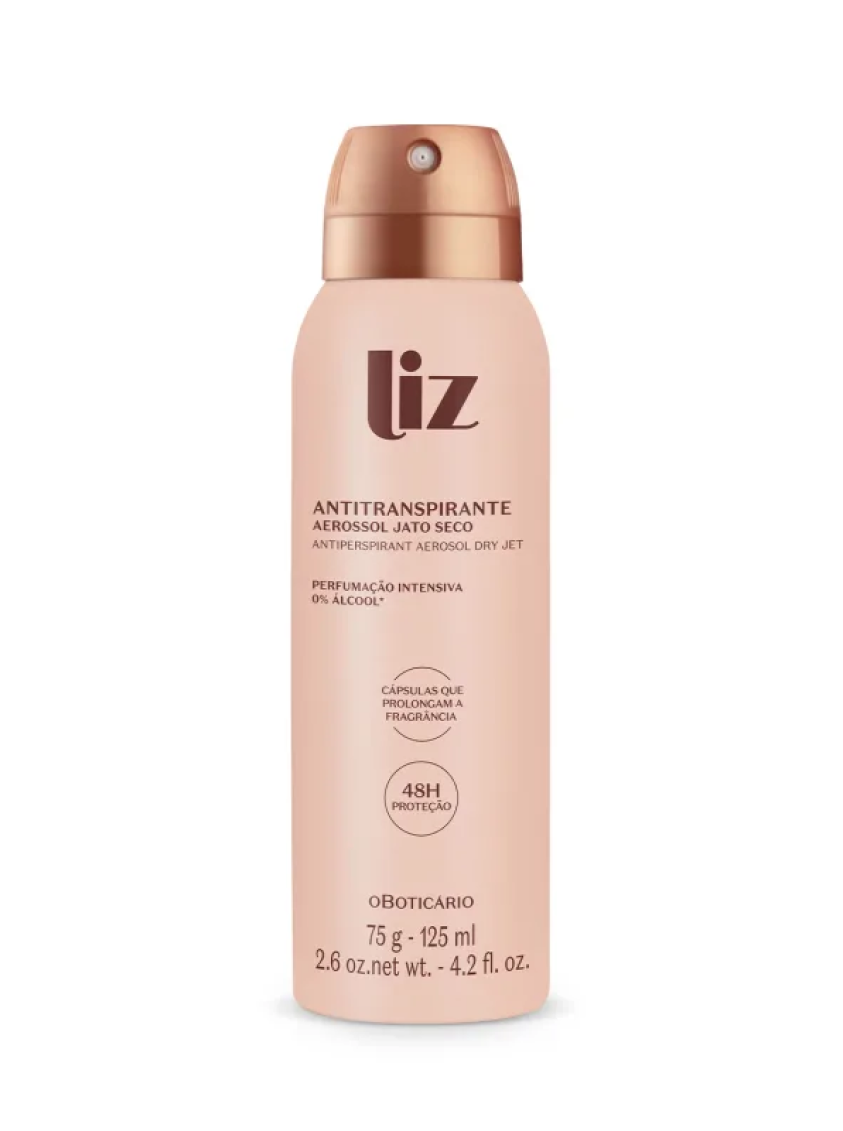 Liz
ANTITRANSPIRANTE
AEROSSOL JATO SECO
ANTIPERSPIRANT AEROSOL DRY JET
PERFUMAÇÃO INTENSIVA
0% ÁLCOOL*
CÁPSULAS QUE
PROLONGAM A
FRAGRÂNCIA
48H
PROTEÇÃO
OBOTICÁRIO
75 g - 125 ml
2.6 oz.net wt. - 4.2 fl. oz.